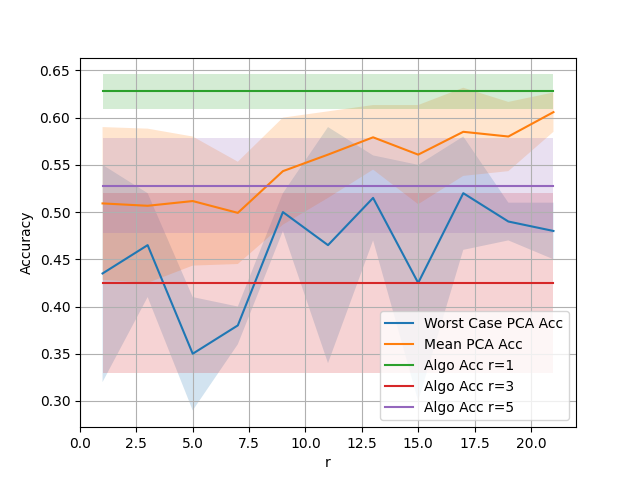 0.65
0.60
0.55
0.50
0.45
0.40
0.35
0.30
Accuracy
Worst Case PCA Acc
Mean PCA Acc
Algo Acc r=1
Algo Acc r=3
Algo Acc r=5
0.0 2.5 5.0 7.5 10.0 12.5 15.0 17.5 20.0
r